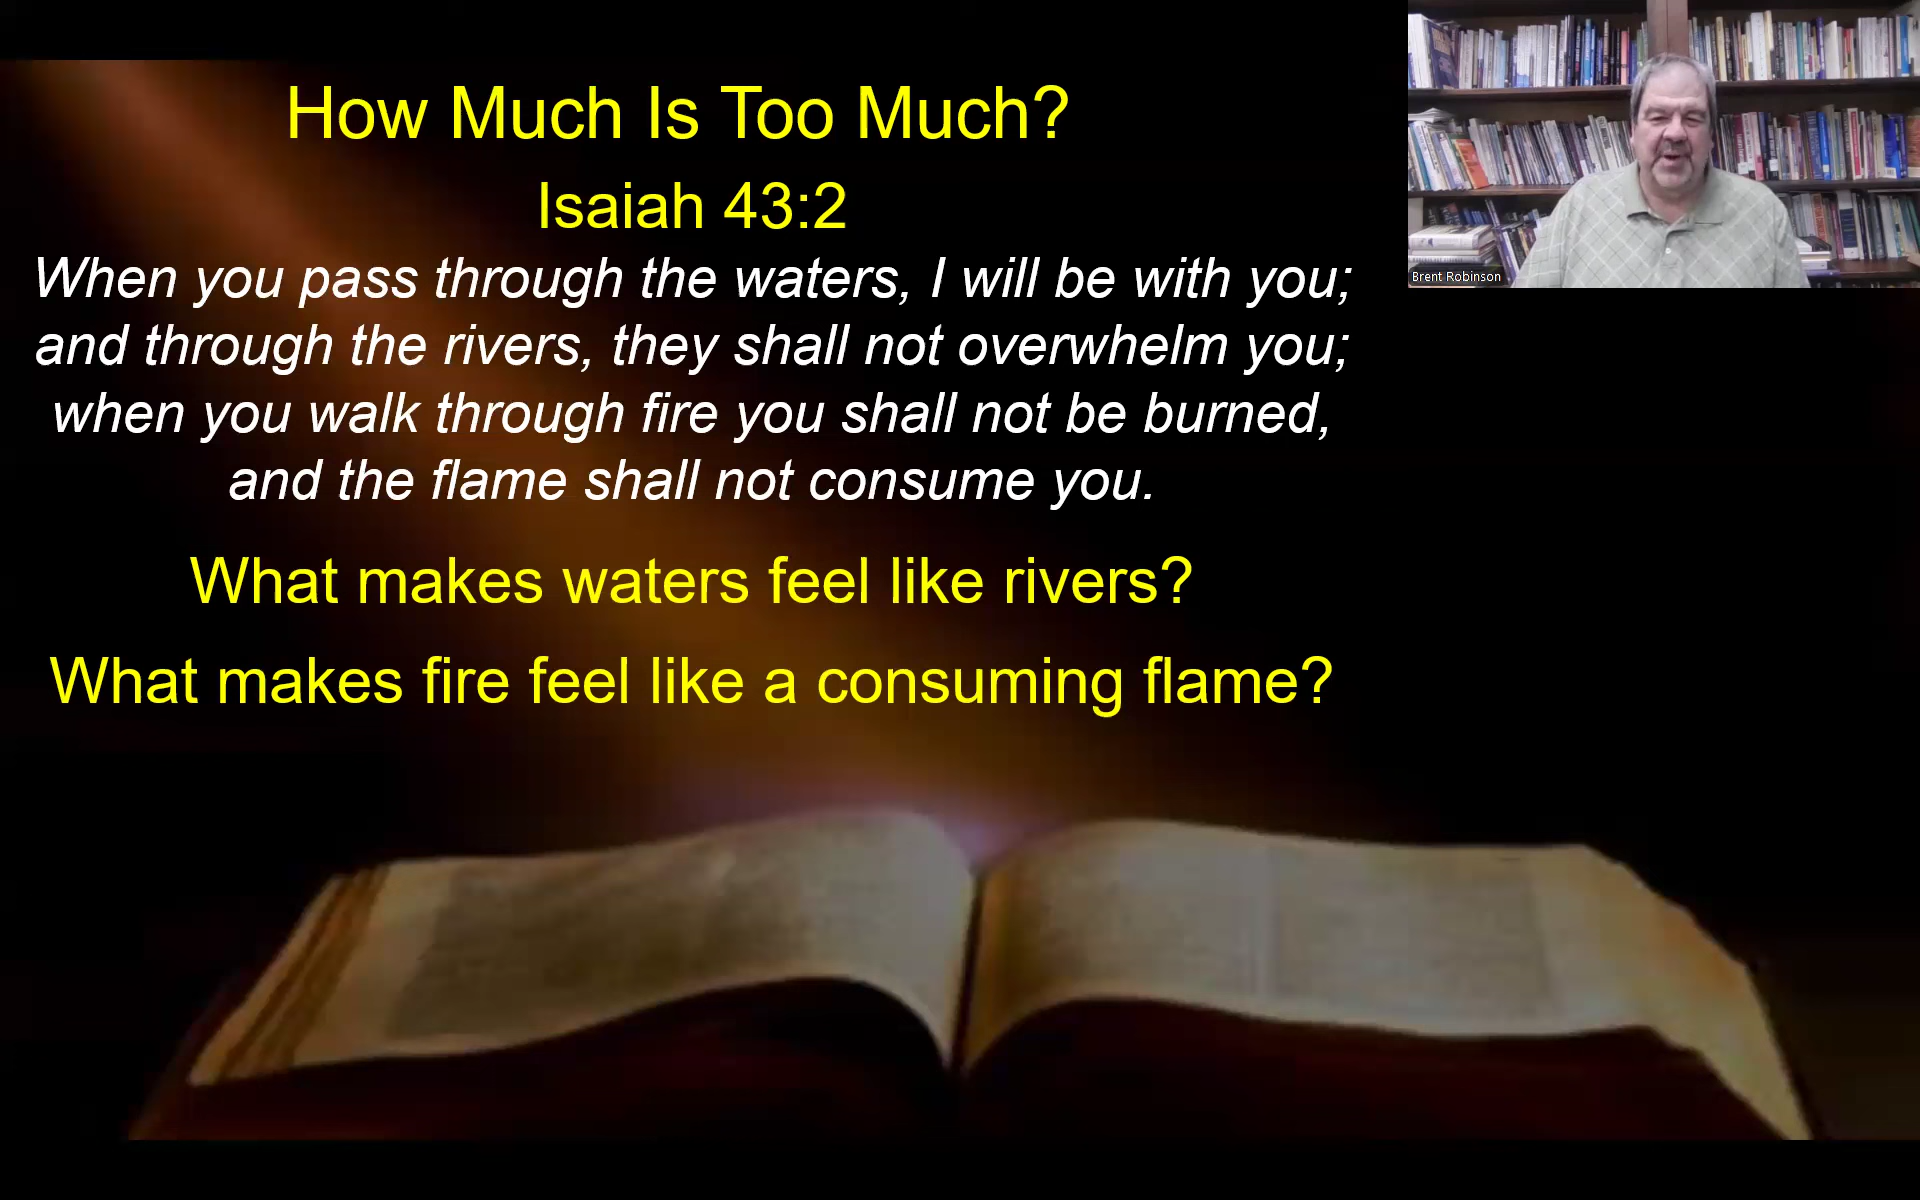 How Much Is Too Much?
Isaiah 43:2
When you pass through the waters, I will be with you;
and through the rivers, they shall not overwhelm you;
when you walk through fire you shall not be burned,
and the flame shall not consume you.
What makes waters feel like rivers?
What makes fire feel like a consuming flame?
Brent Robinson